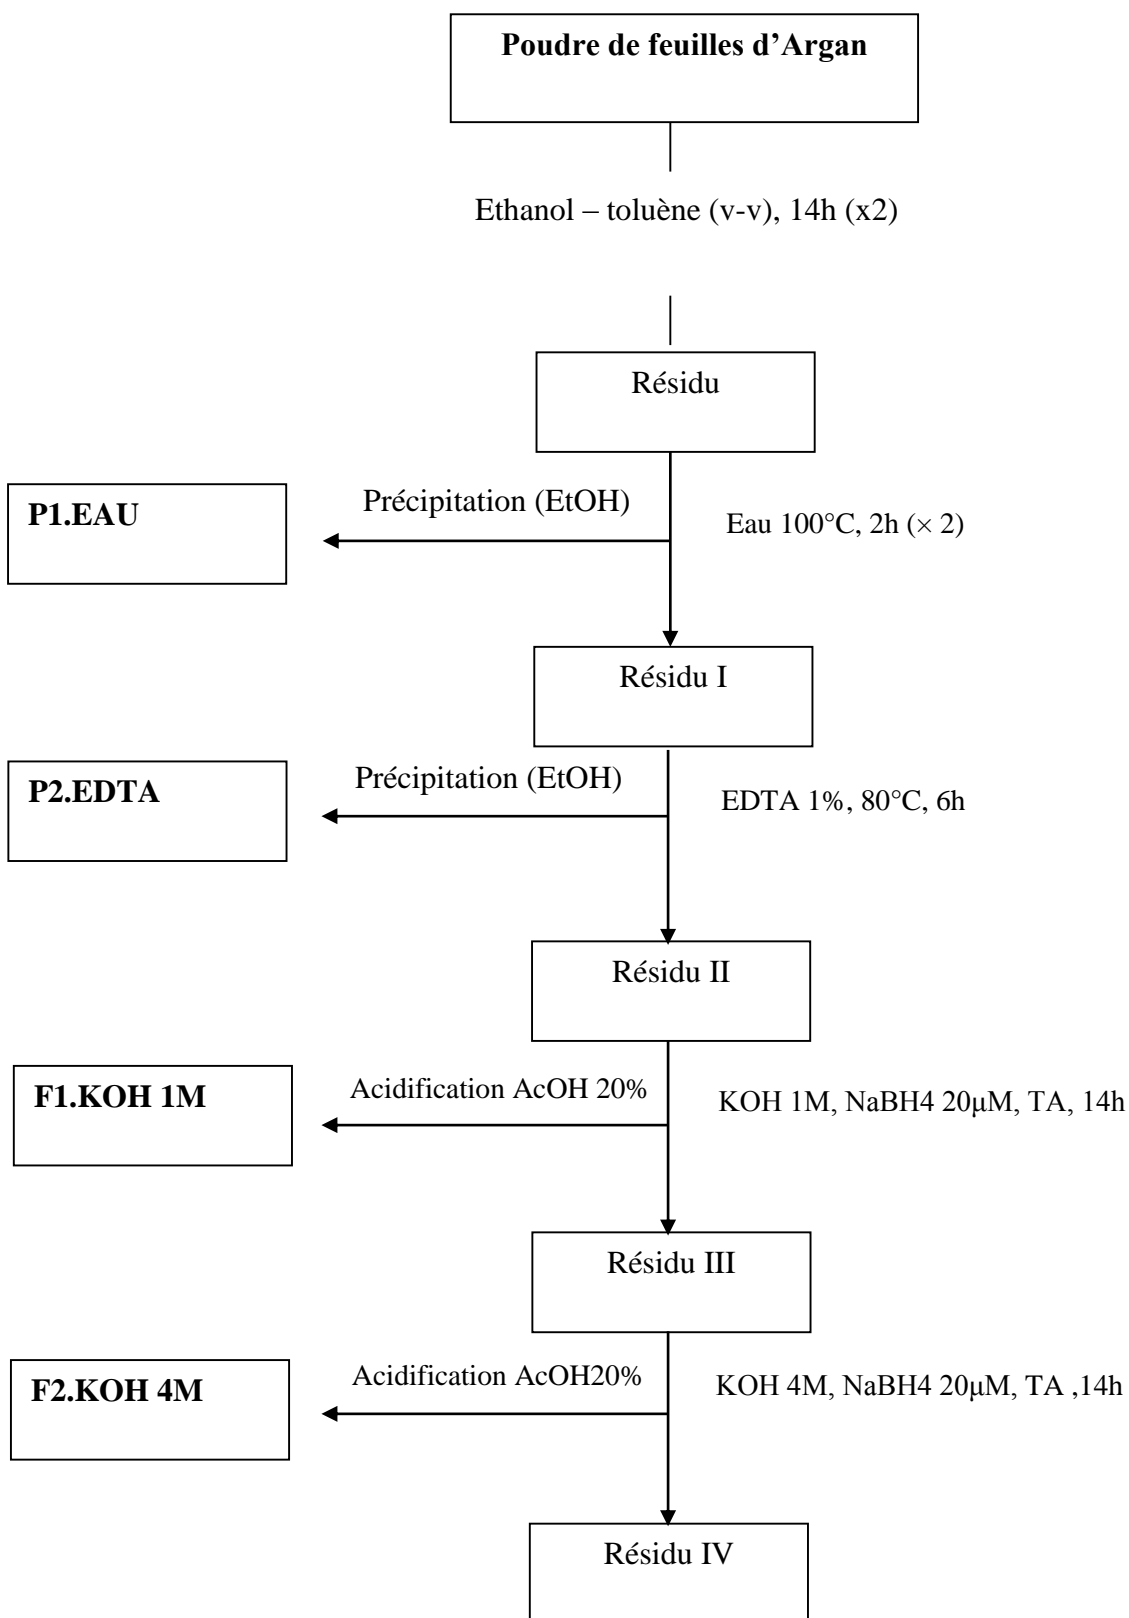 Poudre de feuilles d’Argan
Ethanol – toluène (v-v), 14h (x2)
Résidu
P1.EAU
Précipitation (EtOH)
Eau 100°C, 2h (× 2)
Résidu I
P2.EDTA
Précipitation (EtOH)
EDTA 1%, 80°C, 6h
Résidu II
F1.KOH 1M
Acidification AcOH 20%
KOH 1M, NaBH4 20µM, TA, 14h
Résidu III
F2.KOH 4M
Acidification AcOH20%
KOH 4M, NaBH4 20µM, TA ,14h
Résidu IV